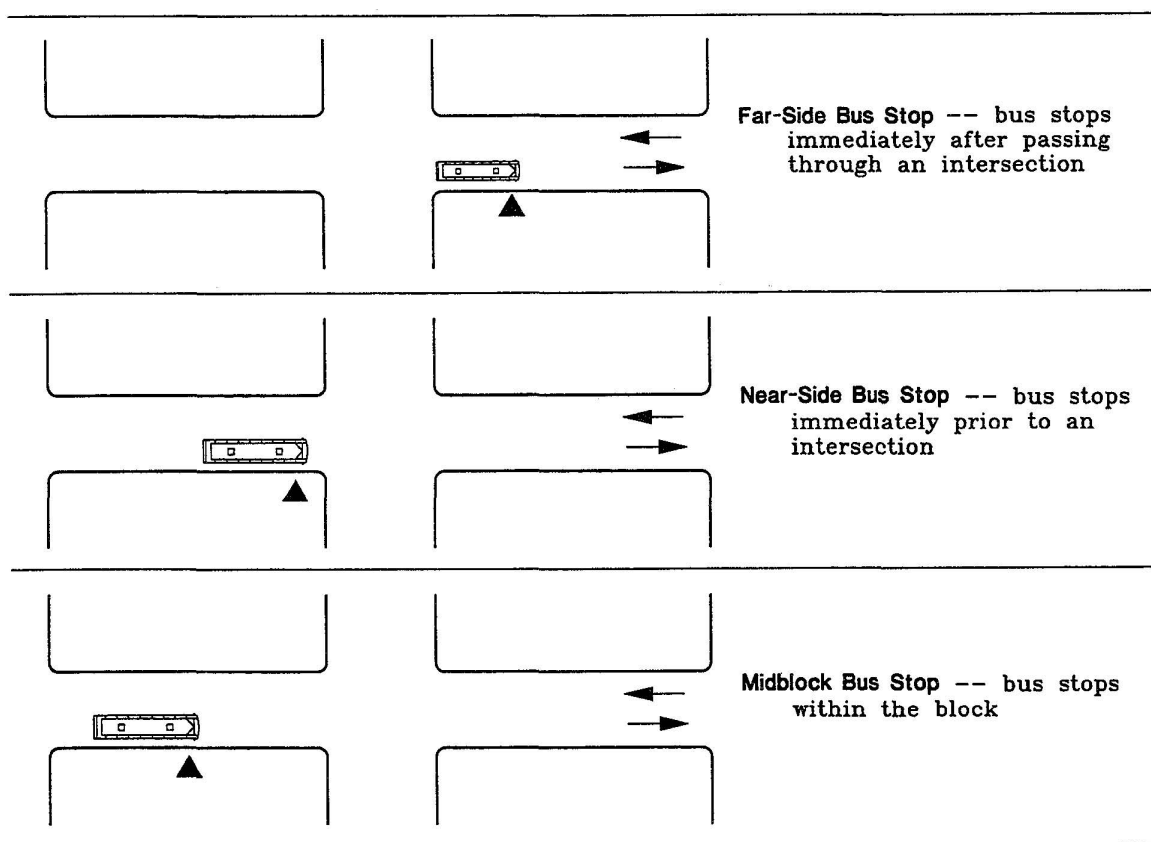 Far-Side Bus Stop -- bus stops
immediately after passing
through an intersection
Near-Side Bus Stop -- bus stops
immediately prior to an
intersection
Midblock Bus Stop -- bus stops
within the block